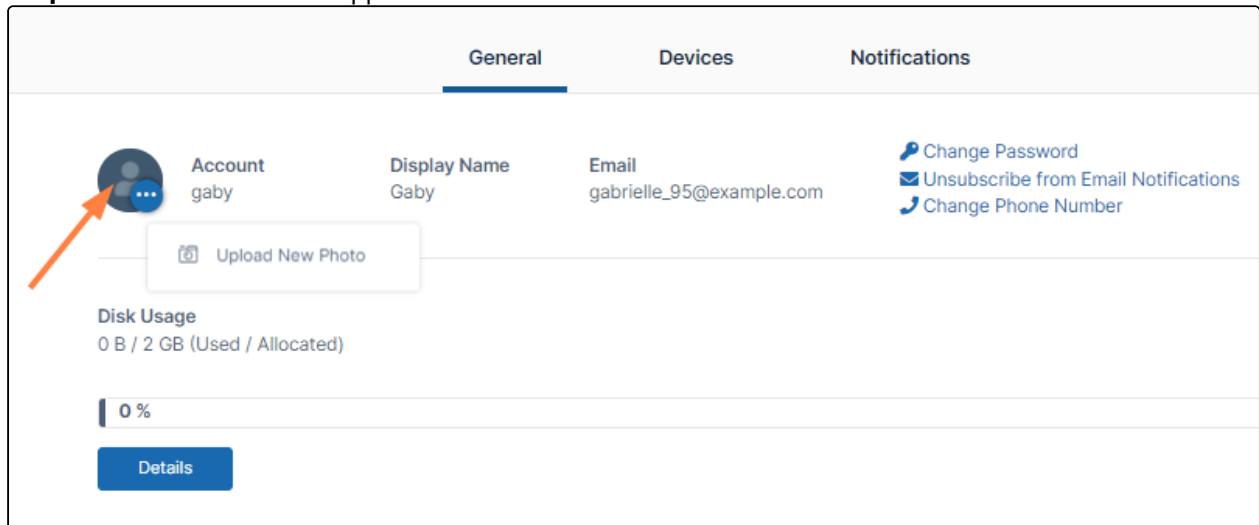 General Devices Notifications
Account Display Name Email
gaby Gaby gabrielle_95@example.com
Change Password
Unsubscribe from Email Notifications
Change Phone Number
Upload New Photo
Disk Usage
0 B / 2 GB (Used / Allocated)
0 %
Details